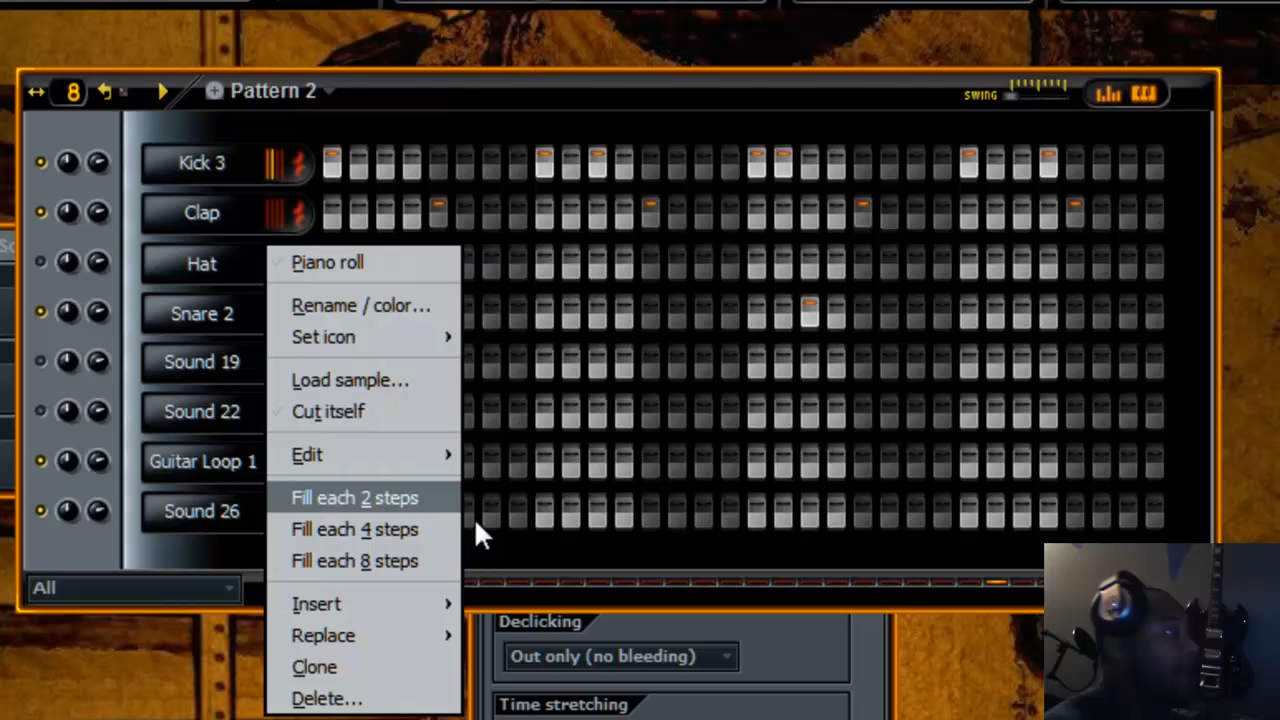 8
Pattern 2
SWING
Kick 3
Clap
Hat
Piano roll
Rename / color...
Snare 2
Set icon
Sound 19
Load sample...
Sound 22
Cut itself
Guitar Loop 1
Edit
Fill each 2 steps
Sound 26
Fill each 4 steps
Fill each 8 steps
All
Insert
Declicking
Replace
Out only (no bleeding)
Clone
Delete...
Time stretching